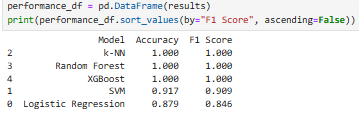 performance_df = pd.DataFrame(results)
print(performance_df.sort_values(by="F1 Score", ascending=False))
Model Accuracy F1 Score
2 k-NN 1.000 1.000
3 Random Forest 1.000 1.000
4 XGBoost 1.000 1.000
1 SVM 0.917 0.909
0 Logistic Regression 0.879 0.846